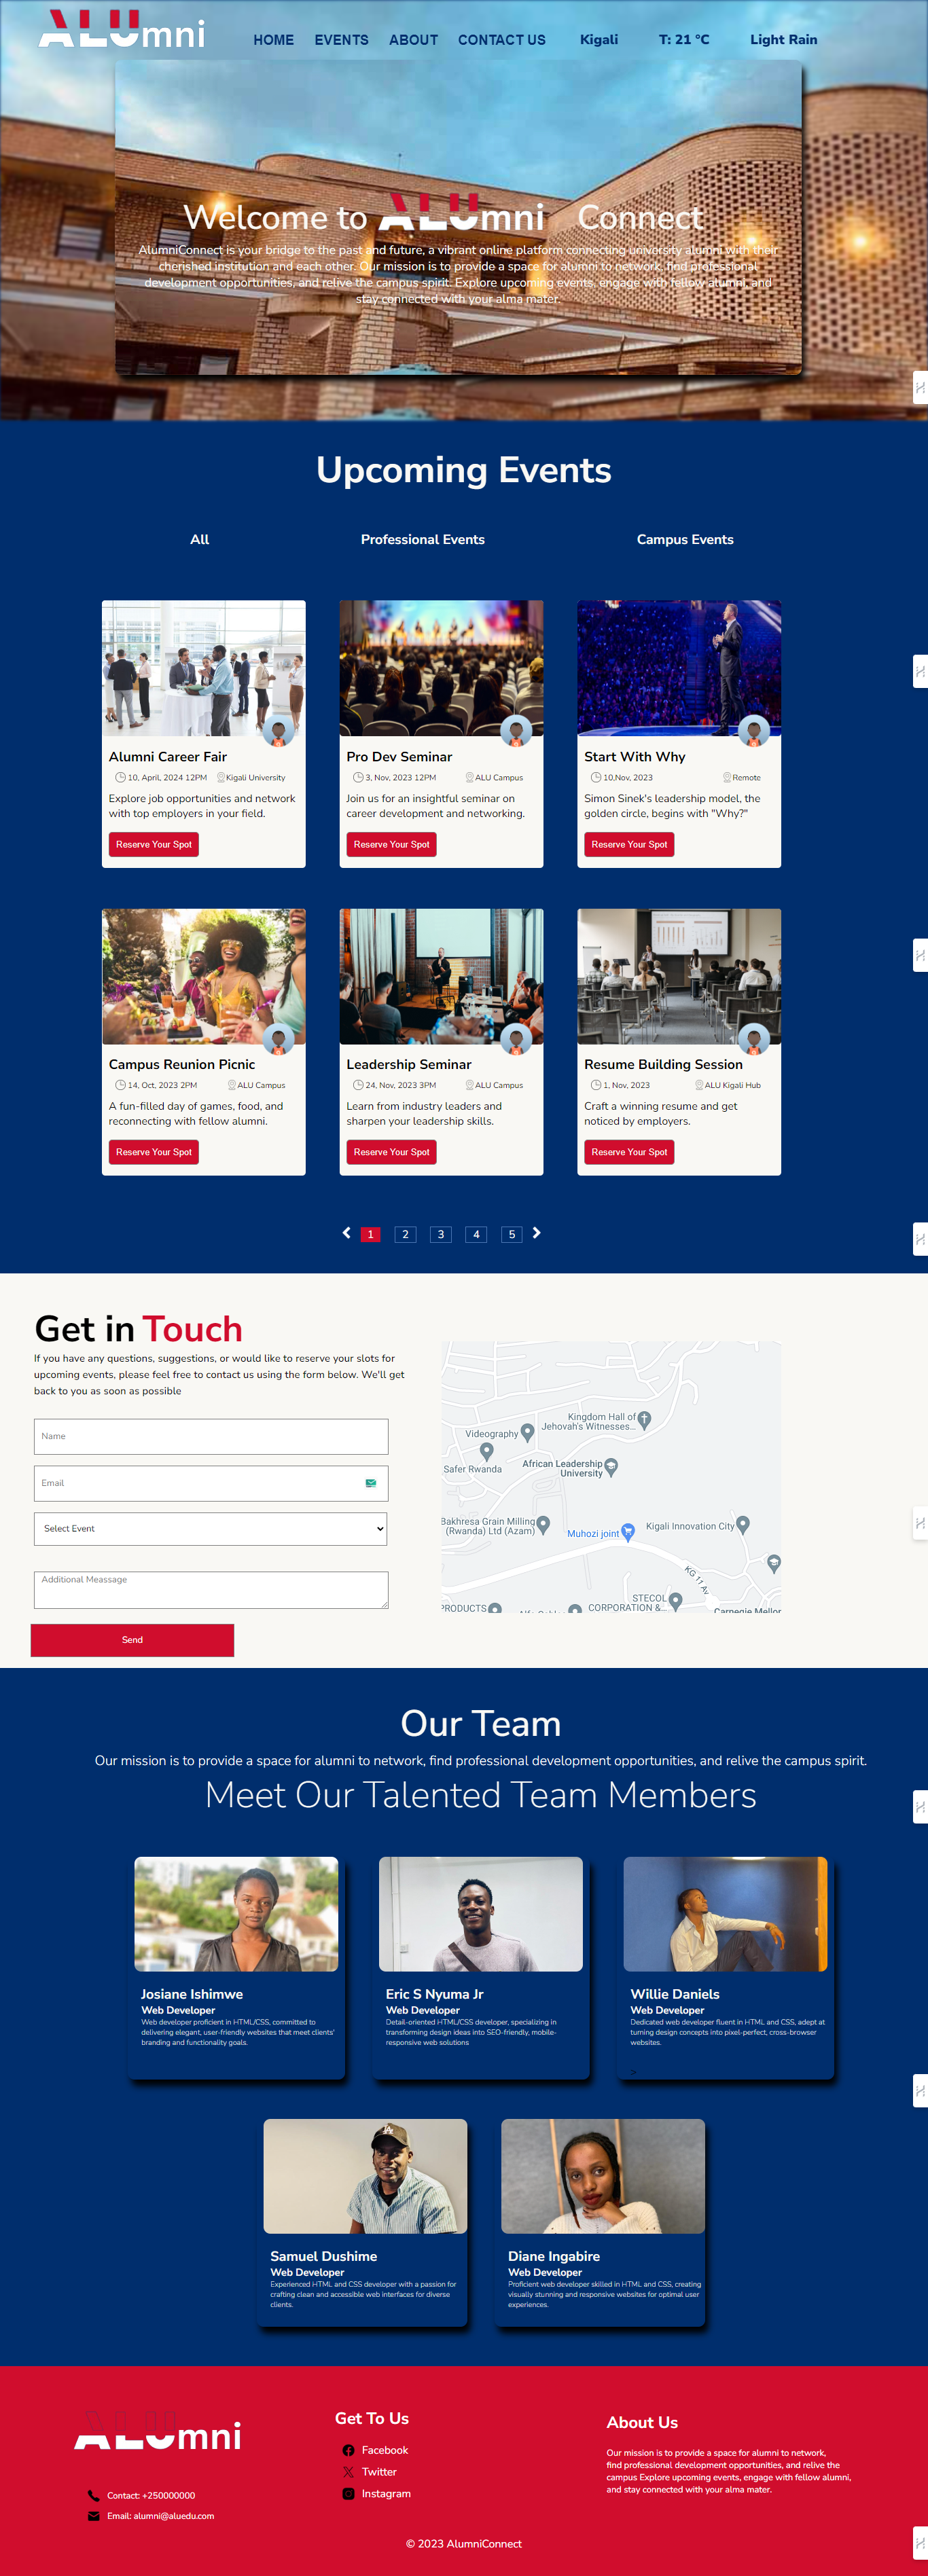 ALUmni
HOME EVENTS ABOUT CONTACT US Kigali T: 21 °C Light Rain
Welcome to ALUmni Connect
AlumniConnect is your bridge to the past and future, a vibrant online platform connecting university alumni with their
cherished institution and each other. Our mission is to provide a space for alumni to network, find professional
development opportunities, and relive the campus spirit. Explore upcoming events, engage with fellow alumni, and
stay connected with your alma mater.
Upcoming Events
All Professional Events Campus Events
Alumni Career Fair
10, April, 2024 12PM Kigali University
Explore job opportunities and network
with top employers in your field.
Reserve Your Spot
Pro Dev Seminar
3, Nov, 2023 12PM ALU Campus
Join us for an insightful seminar on
career development and networking.
Reserve Your Spot
Start With Why
10,Nov, 2023 Remote
Simon Sinek's leadership model, the
golden circle, begins with "Why?"
Reserve Your Spot
Campus Reunion Picnic
14, Oct, 2023 2PM ALU Campus
A fun-filled day of games, food, and
reconnecting with fellow alumni.
Reserve Your Spot
Leadership Seminar
24, Nov, 2023 3PM ALU Campus
Learn from industry leaders and
sharpen your leadership skills.
Reserve Your Spot
Resume Building Session
1, Nov, 2023 ALU Kigali Hub
Craft a winning resume and get
noticed by employers.
Reserve Your Spot
1 2 3 4 5
Get in Touch
If you have any questions, suggestions, or would like to reserve your slots for
upcoming events, please feel free to contact us using the form below. We'll get
back to you as soon as possible
Name
Email
Select Event
Additional Meassage
Send
Kingdom Hall of
Jehovah's Witnesses...
Videography
Safer Rwanda
African Leadership
University
Bakhresa Grain Milling
(Rwanda) Ltd (Azam)
Muhozi joint
Kigali Innovation City
KG 11 Av
STECOL
CORPORATION &...
PRODUCTS
Carnegie Mellor
Our Team
Our mission is to provide a space for alumni to network, find professional development opportunities, and relive the campus spirit.
Meet Our Talented Team Members
Josiane Ishimwe
Web Developer
Web developer proficient in HTML/CSS, committed to
delivering elegant, user-friendly websites that meet clients'
branding and functionality goals.
Eric S Nyuma Jr
Web Developer
Detail-oriented HTML/CSS developer, specializing in
transforming design ideas into SEO-friendly, mobile-
responsive web solutions
Willie Daniels
Web Developer
Dedicated web developer fluent in HTML and CSS, adept at
turning design concepts into pixel-perfect, cross-browser
websites.
>
Samuel Dushime
Web Developer
Experienced HTML and CSS developer with a passion for
crafting clean and accessible web interfaces for diverse
clients.
Diane Ingabire
Web Developer
Proficient web developer skilled in HTML and CSS, creating
visually stunning and responsive websites for optimal user
experiences.
ALUmni
Contact: +250000000
Email: alumni@aluedu.com
Get To Us
Facebook
Twitter
Instagram
About Us
Our mission is to provide a space for alumni to network,
find professional development opportunities, and relive the
campus Explore upcoming events, engage with fellow alumni,
and stay connected with your alma mater.
© 2023 AlumniConnect